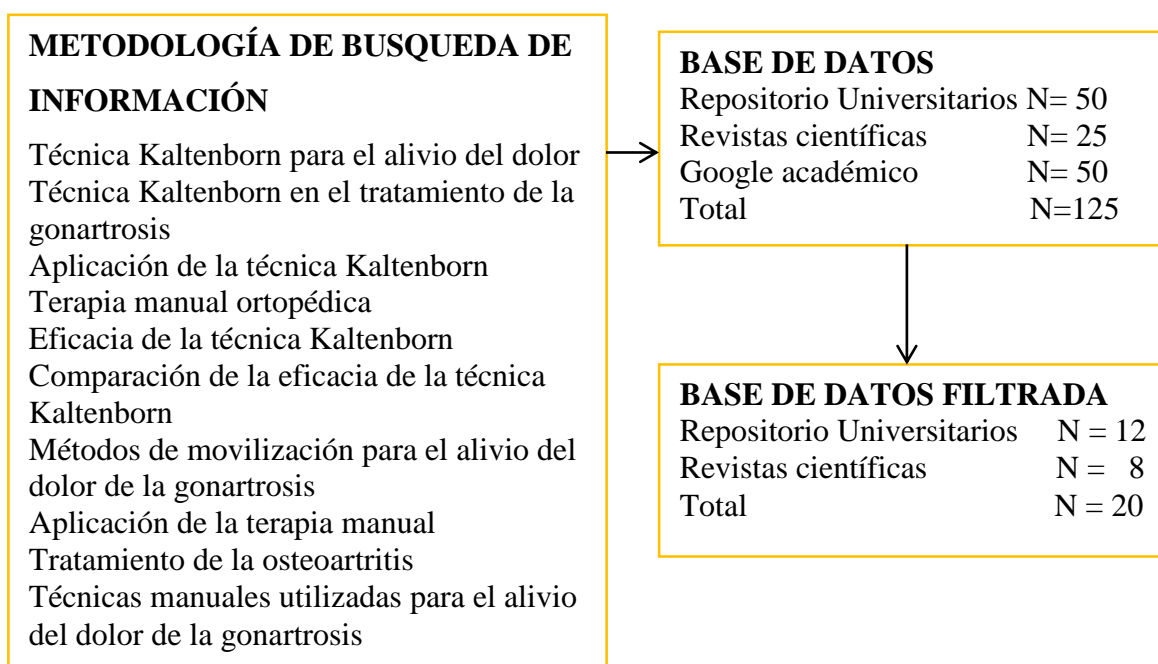 METODOLOGÍA DE BUSQUEDA DE
INFORMACIÓN
Técnica Kaltenborn para el alivio del dolor
Técnica Kaltenborn en el tratamiento de la
gonartrosis
Aplicación de la técnica Kaltenborn
Terapia manual ortopédica
Eficacia de la técnica Kaltenborn
Comparación de la eficacia de la técnica
Kaltenborn
Métodos de movilización para el alivio del
dolor de la gonartrosis
Aplicación de la terapia manual
Tratamiento de la osteoartritis
Técnicas manuales utilizadas para el alivio
del dolor de la gonartrosis
BASE DE DATOS
Repositorio Universitarios N= 50
Revistas científicas N= 25
Google académico N= 50
Total N=125
BASE DE DATOS FILTRADA
Repositorio Universitarios N = 12
Revistas científicas N = 8
Total N = 20